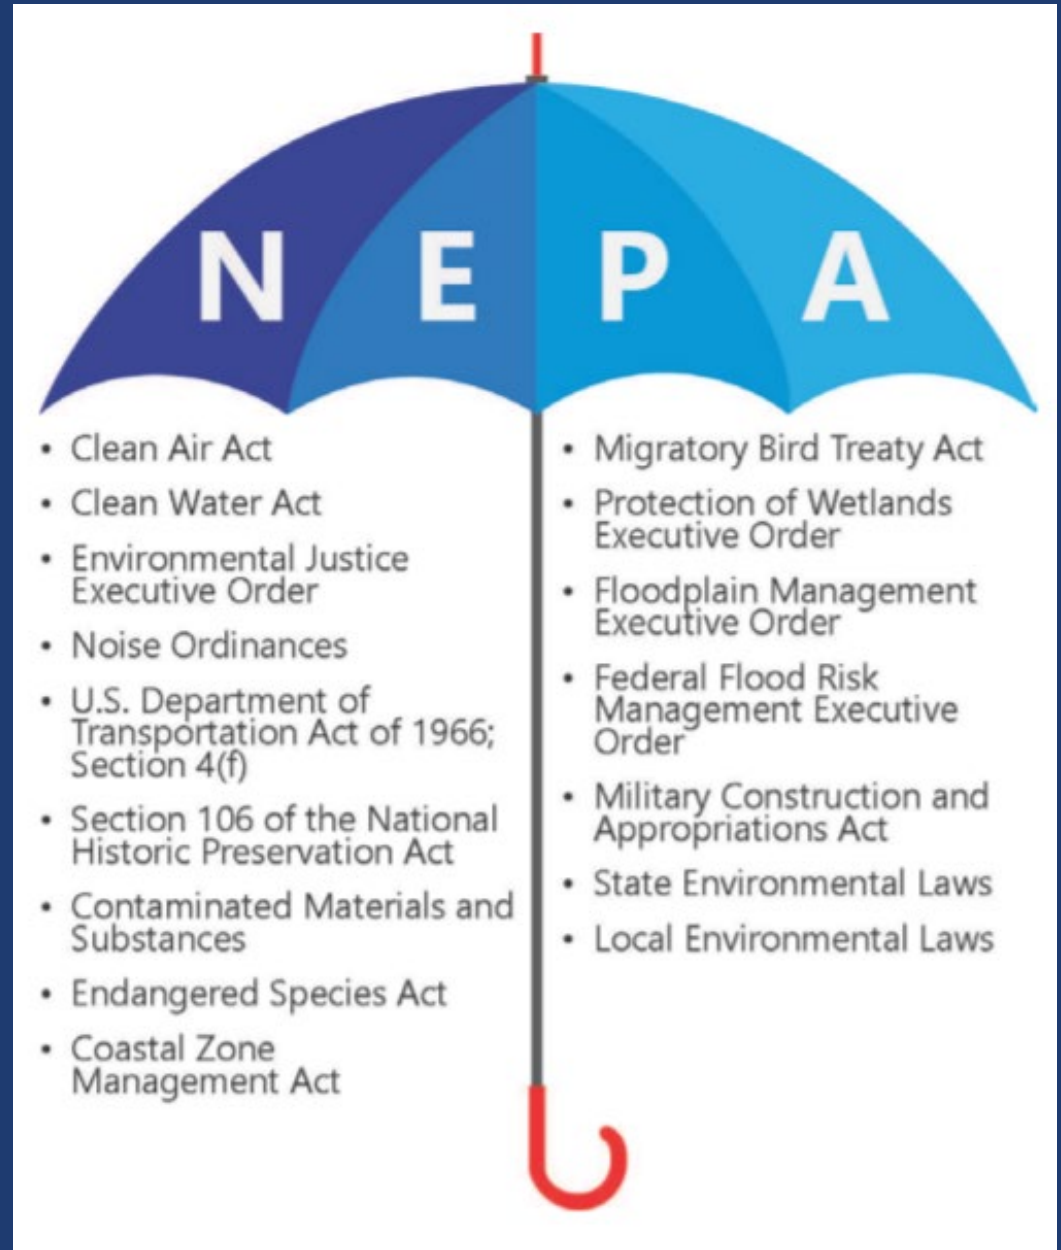 N E P A
• Clean Air Act
• Clean Water Act
• Environmental Justice
Executive Order
• Noise Ordinances
• U.S. Department of
Transportation Act of 1966;
Section 4(f)
• Section 106 of the National
Historic Preservation Act
• Contaminated Materials and
Substances
• Endangered Species Act
• Coastal Zone
Management Act
• Migratory Bird Treaty Act
• Protection of Wetlands
Executive Order
• Floodplain Management
Executive Order
• Federal Flood Risk
Management Executive
Order
• Military Construction and
Appropriations Act
• State Environmental Laws
• Local Environmental Laws